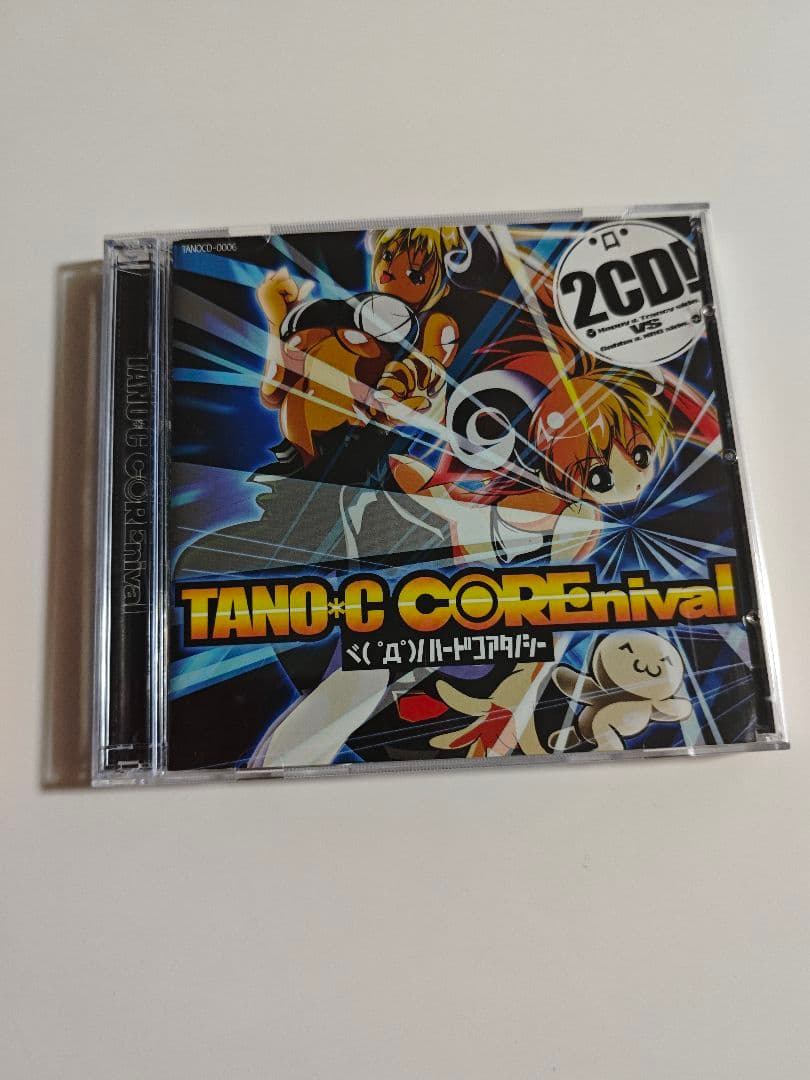 TANOCD-0006
°□°
2CD!
Happy & Trancy side.
VS
Gabba & NRG side.
TANO*C COREnival
TANO*C COREnival
ヾ( ﾟДﾟ)/ ハードコアタノシー